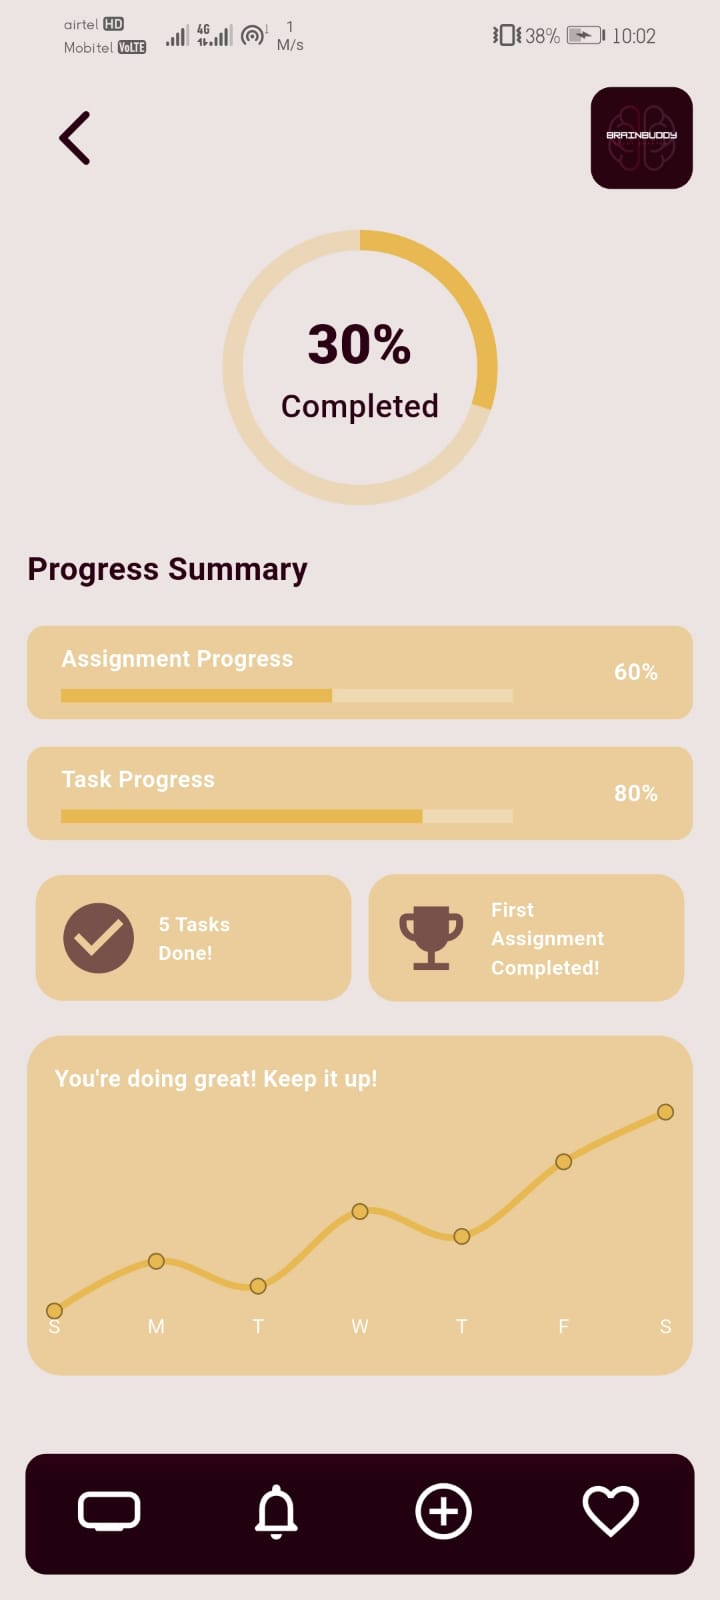 airtel HD
Mobitel VoLTE
4G
1
M/s
38%
10:02
BRAINBUDDY
30%
Completed
Progress Summary
Assignment Progress
60%
Task Progress
80%
5 Tasks
Done!
First
Assignment
Completed!
You're doing great! Keep it up!
S M T W T F S